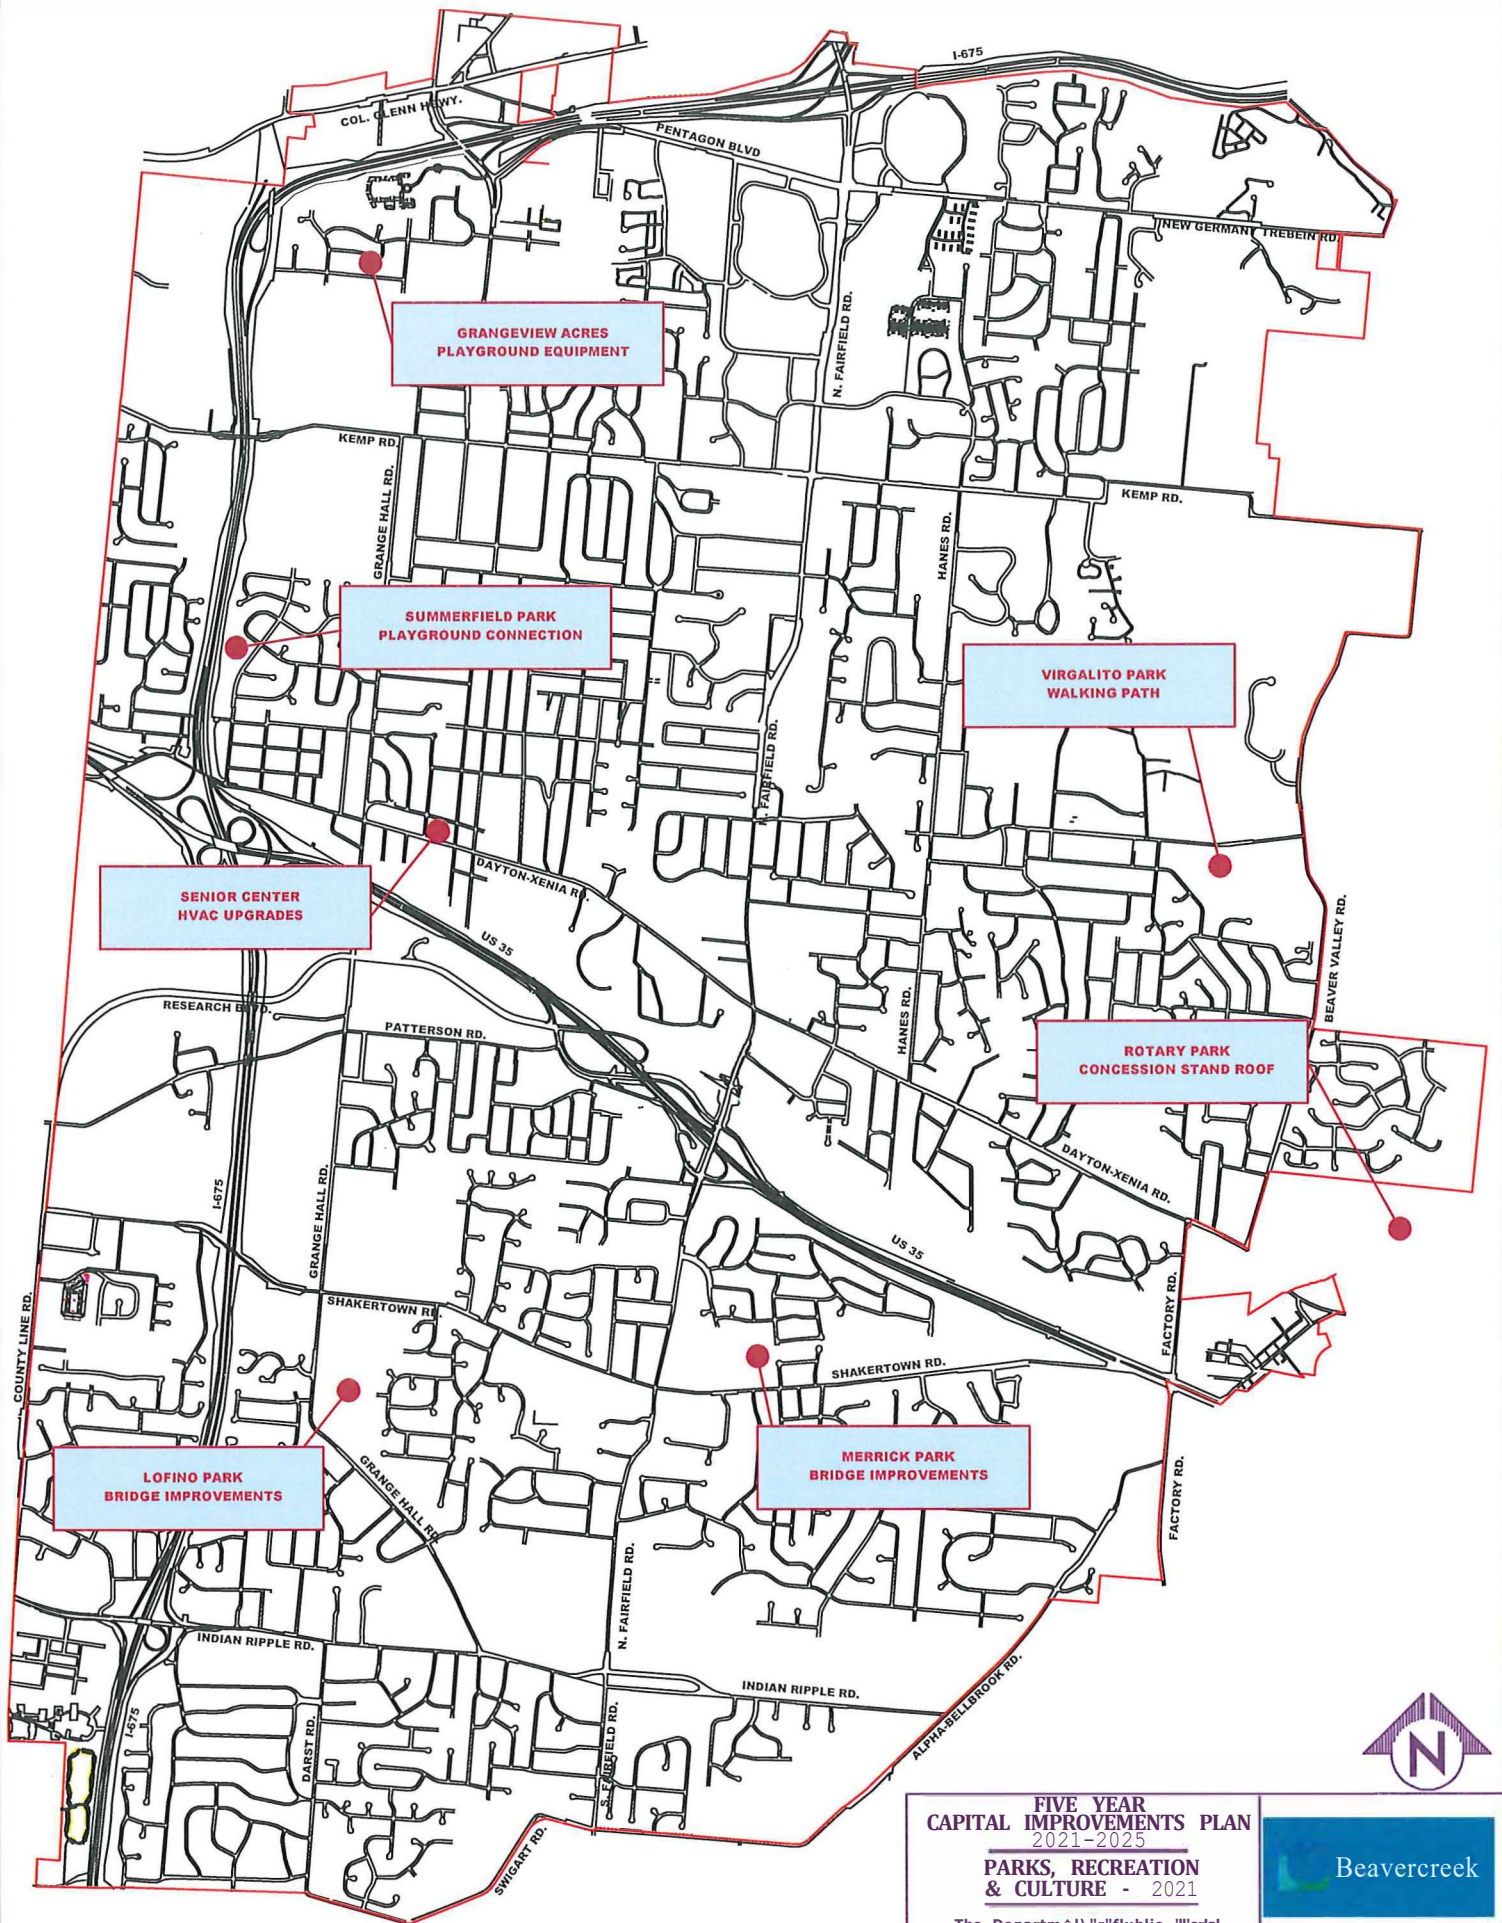 I-675
COL. GLENN HGWY.
PENTAGON BLVD
NEW GERMANY TREBEIN RD.
GRANGEVIEW ACRES
PLAYGROUND EQUIPMENT
N. FAIRFIELD RD.
KEMP RD.
GRANGE HALL RD.
KEMP RD.
HANES RD.
SUMMERFIELD PARK
PLAYGROUND CONNECTION
VIRGALITO PARK
WALKING PATH
N. FAIRFIELD RD.
SENIOR CENTER
HVAC UPGRADES
DAYTON-XENIA RD.
US 35
BEAVER VALLEY RD.
RESEARCH BLVD.
PATTERSON RD.
HANES RD.
ROTARY PARK
CONCESSION STAND ROOF
DAYTON-XENIA RD.
I-675
GRANGE HALL RD.
US 35
COUNTY LINE RD.
SHAKERTOWN RD.
FACTORY RD.
SHAKERTOWN RD.
LOFINO PARK
BRIDGE IMPROVEMENTS
GRANGE HALL RD.
MERRICK PARK
BRIDGE IMPROVEMENTS
FACTORY RD.
N. FAIRFIELD RD.
INDIAN RIPPLE RD.
INDIAN RIPPLE RD.
ALPHA-BELLBROOK RD.
I-675
DARST RD.
S. FAIRFIELD RD.
SWIGART RD.
N
FIVE YEAR
CAPITAL IMPROVEMENTS PLAN
2021-2025
PARKS, RECREATION
& CULTURE - 2021
The
Beavercreek